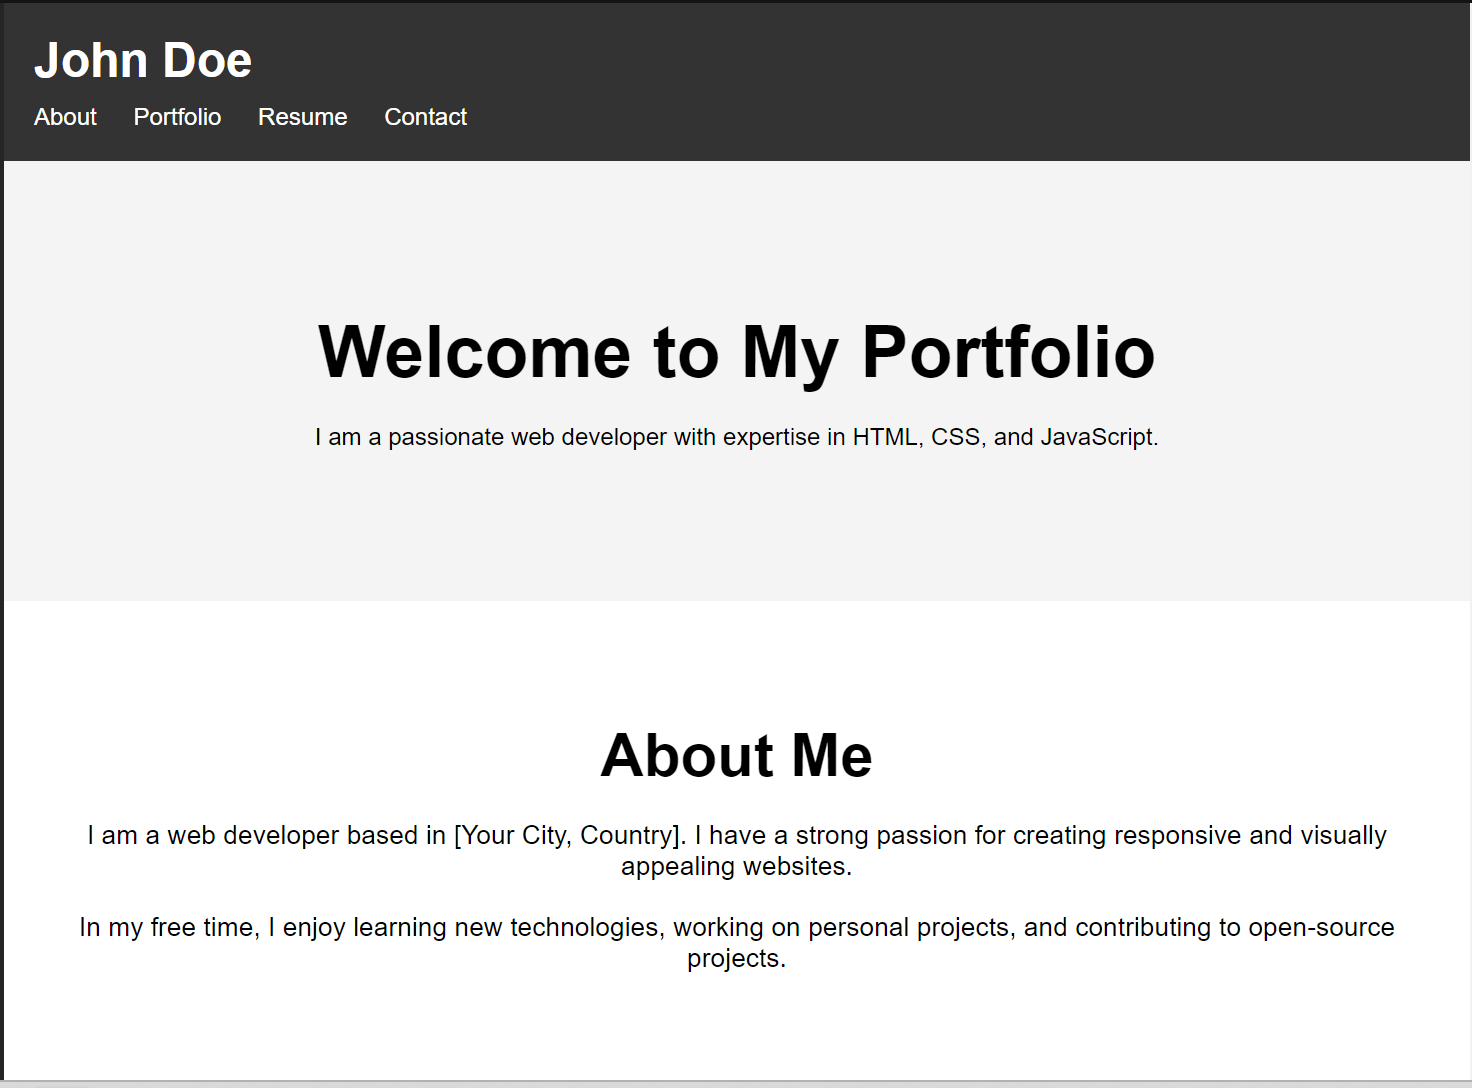 John Doe
About Portfolio Resume Contact
Welcome to My Portfolio
I am a passionate web developer with expertise in HTML, CSS, and JavaScript.
About Me
I am a web developer based in [Your City, Country]. I have a strong passion for creating responsive and visually
appealing websites.
In my free time, I enjoy learning new technologies, working on personal projects, and contributing to open-source
projects.